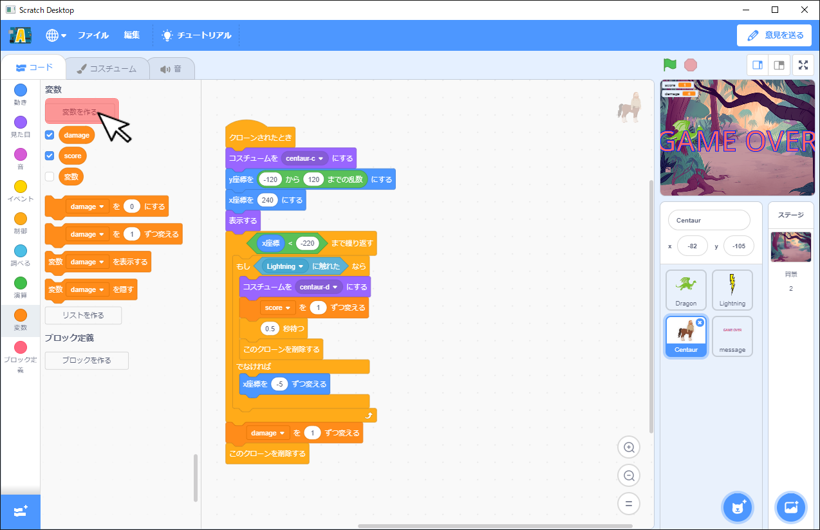 Scratch Desktop
ファイル 編集 チュートリアル 意見を送る
コード コスチューム 音
動き
見た目
音
イベント
制御
調べる
演算
変数
ブロック定義
変数
変数を作る
damage
score
変数
damage を 0 にする
damage を 1 ずつ変える
変数 damage を表示する
変数 damage を隠す
リストを作る
ブロック定義
ブロックを作る
クローンされたとき
コスチュームを centaur-c にする
y座標を -120 から 120 までの乱数 にする
x座標を 240 にする
表示する
x座標 < -220 まで繰り返す
もし Lightning に触れた なら
コスチュームを centaur-d にする
score を 1 ずつ変える
0.5 秒待つ
このクローンを削除する
でなければ
x座標を -5 ずつ変える
damage を 1 ずつ変える
このクローンを削除する
score
damage
GAME OVER
Centaur
x -82 y -105
Dragon
Lightning
Centaur
message
ステージ
背景
2